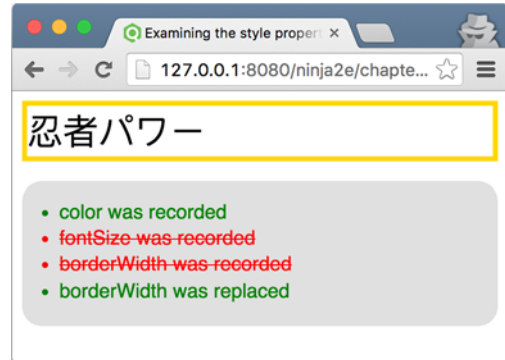 Examining the style propert
127.0.0.1:8080/ninja2e/chapte...
忍者パワー
color was recorded
fontSize was recorded
borderWidth was recorded
borderWidth was replaced